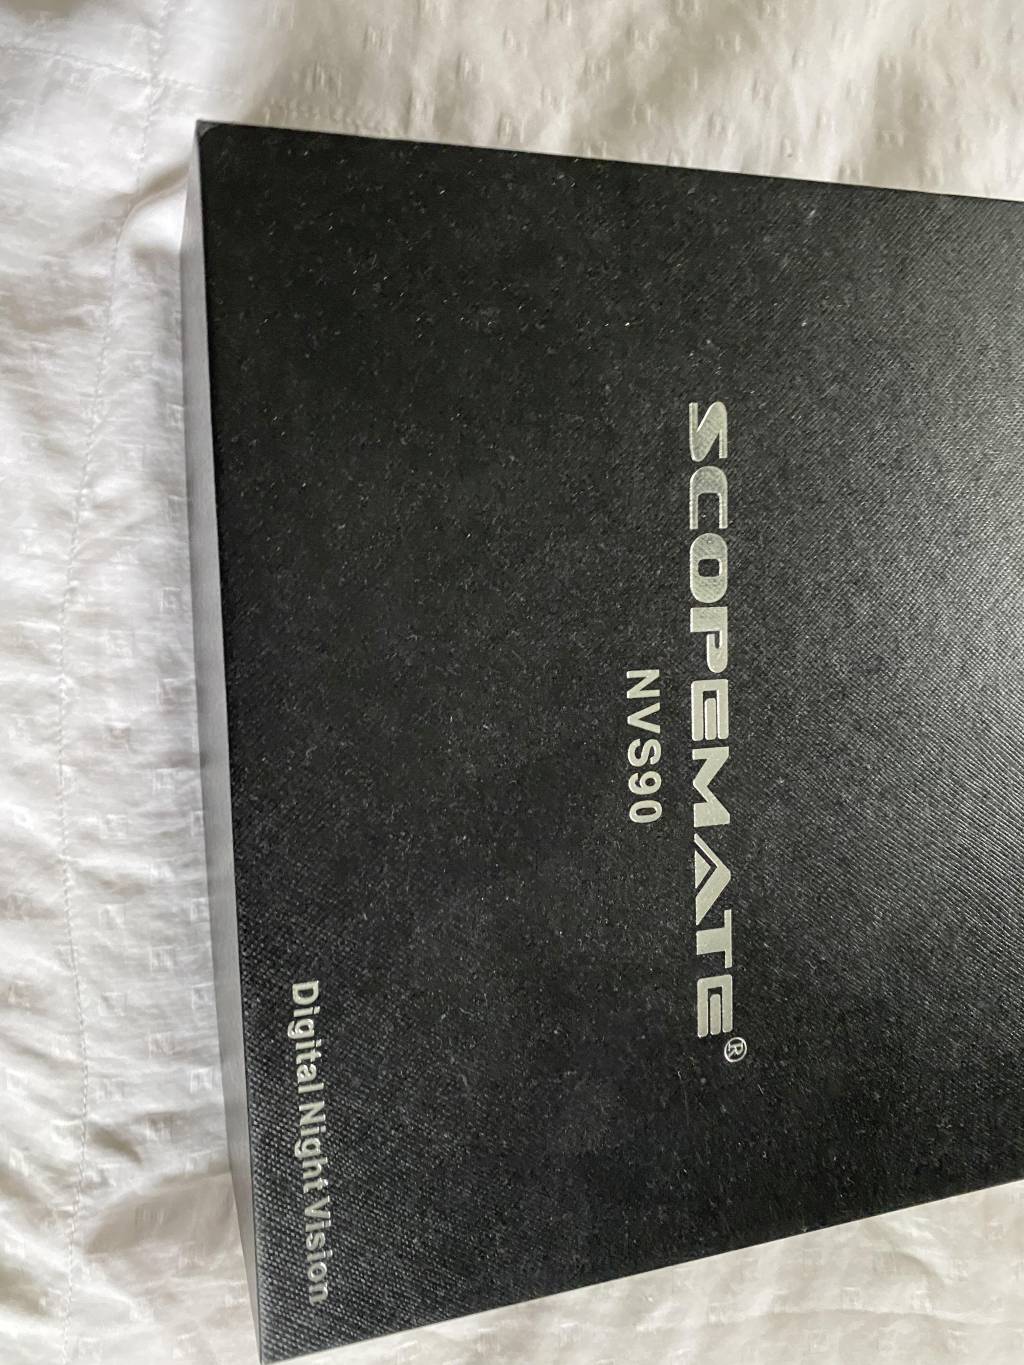 SCOPEMATE®
NVS90
Digital Night Vision